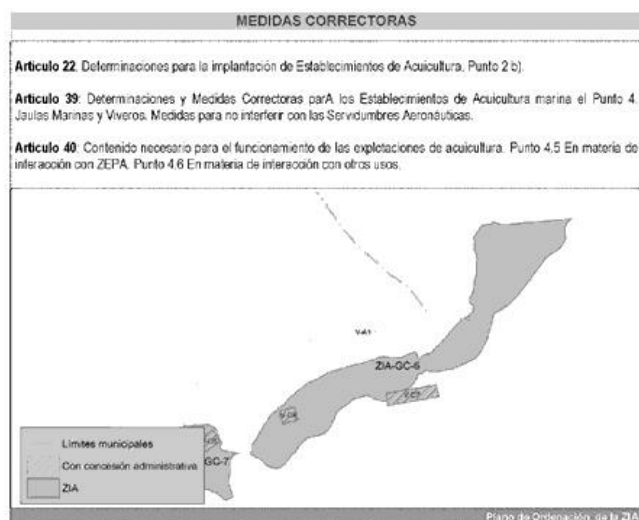 MEDIDAS CORRECTORAS
Artículo 22. Determinaciones para la implantación de Establecimientos de Acuicultura. Punto 2 b).
Artículo 39: Determinaciones y Medidas Correctoras parA los Establecimientos de Acuicultura marina el Punto 4.
Jaulas Marinas y Viveros. Medidas para no interferir con las Servidumbres Aeronáuticas.
Artículo 40: Contenido necesario para el funcionamiento de las explotaciones de acuicultura. Punto 4.5 En materia de
interacción con ZEPA. Punto 4.6 En materia de interacción con otros usos.
ZIA-GC-6
GC-7
Límites municipales
Con concesión administrativa
ZIA
Plano de Ordenación de la ZIA